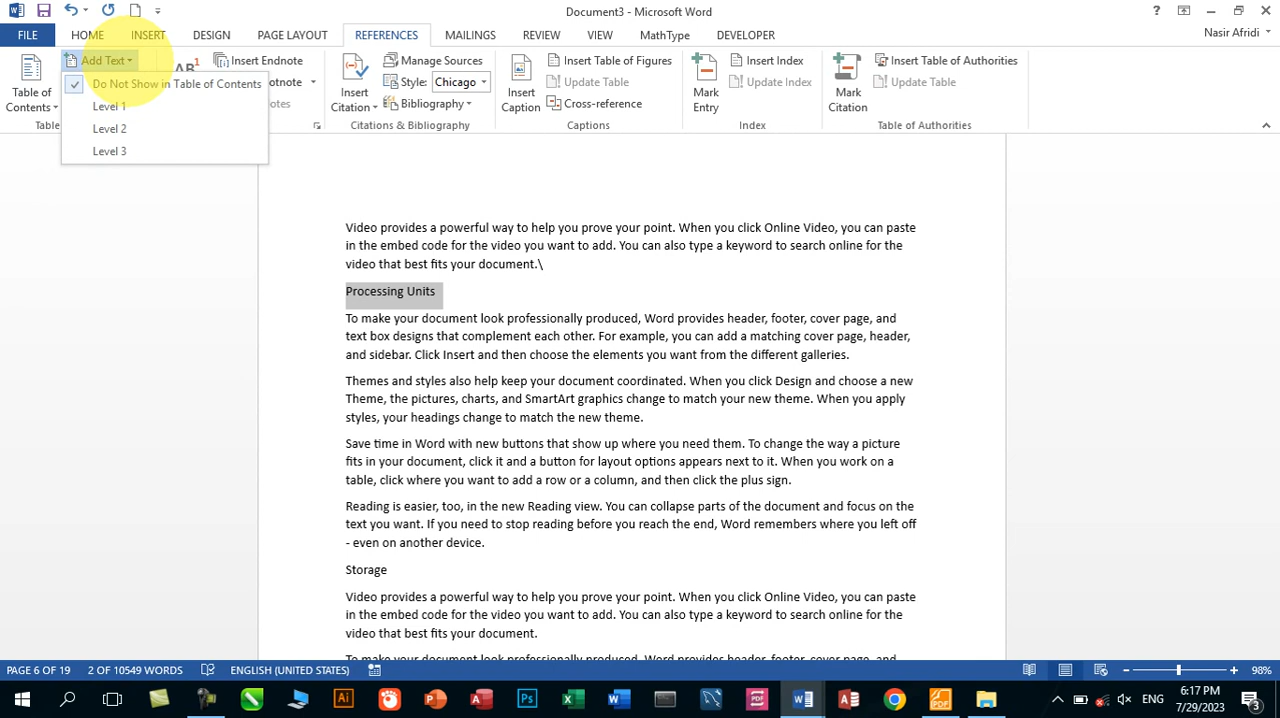 Document3 - Microsoft Word
?
FILE HOME INSERT DESIGN PAGE LAYOUT REFERENCES MAILINGS REVIEW VIEW MathType DEVELOPER Nasir Afridi
Add Text
Table of
Contents
Do Not Show in Table of Contents
Level 1
Level 2
Level 3
AB1
Insert Endnote
Insert
Citation
Manage Sources
Style: Chicago
Bibliography
Citations & Bibliography
Insert
Caption
Insert Table of Figures
Update Table
Cross-reference
Captions
Mark
Entry
Insert Index
Update Index
Index
Mark
Citation
Insert Table of Authorities
Update Table
Table of Authorities
Video provides a powerful way to help you prove your point. When you click Online Video, you can paste
in the embed code for the video you want to add. You can also type a keyword to search online for the
video that best fits your document.\
Processing Units
To make your document look professionally produced, Word provides header, footer, cover page, and
text box designs that complement each other. For example, you can add a matching cover page, header,
and sidebar. Click Insert and then choose the elements you want from the different galleries.
Themes and styles also help keep your document coordinated. When you click Design and choose a new
Theme, the pictures, charts, and SmartArt graphics change to match your new theme. When you apply
styles, your headings change to match the new theme.
Save time in Word with new buttons that show up where you need them. To change the way a picture
fits in your document, click it and a button for layout options appears next to it. When you work on a
table, click where you want to add a row or a column, and then click the plus sign.
Reading is easier, too, in the new Reading view. You can collapse parts of the document and focus on the
text you want. If you need to stop reading before you reach the end, Word remembers where you left off
- even on another device.
Storage
Video provides a powerful way to help you prove your point. When you click Online Video, you can paste
in the embed code for the video you want to add. You can also type a keyword to search online for the
video that best fits your document.
To make your document look professionally produced, Word provides header, footer, cover page, and
PAGE 6 OF 19 2 OF 10549 WORDS ENGLISH (UNITED STATES) 98%
ENG
6:17 PM
7/29/2023
3